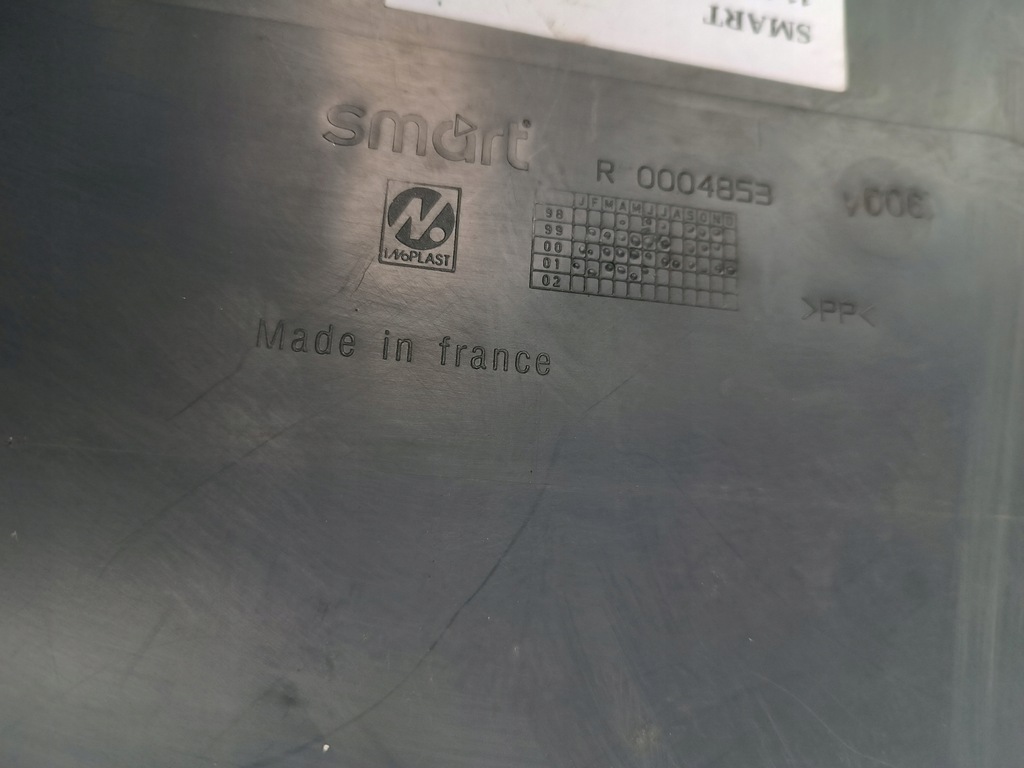 SMART
smart
R 0004853
INOPLAST
J F M A M J J A S O N D
98
99
00
01
02
>PP<
Made in france